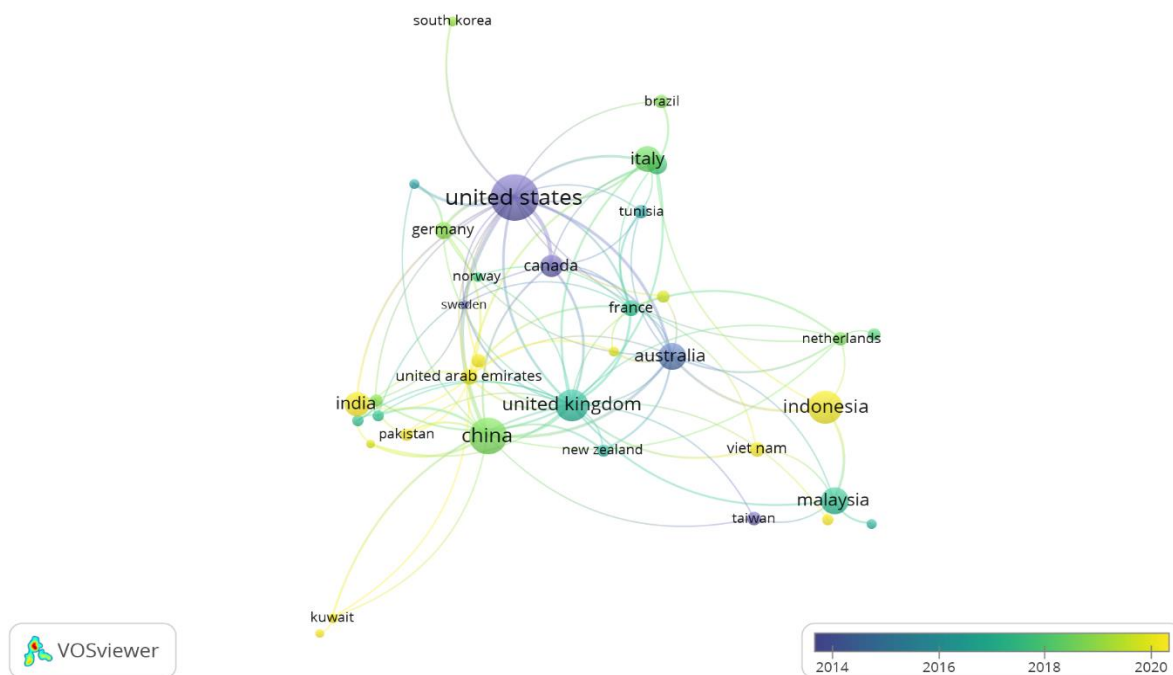 south korea
brazil
italy
united states
tunisia
germany
canada
norway
sweden
france
netherlands
australia
united arab emirates
india
united kingdom
indonesia
pakistan
china
new zealand
viet nam
malaysia
taiwan
kuwait
VOSviewer
2014 2016 2018 2020